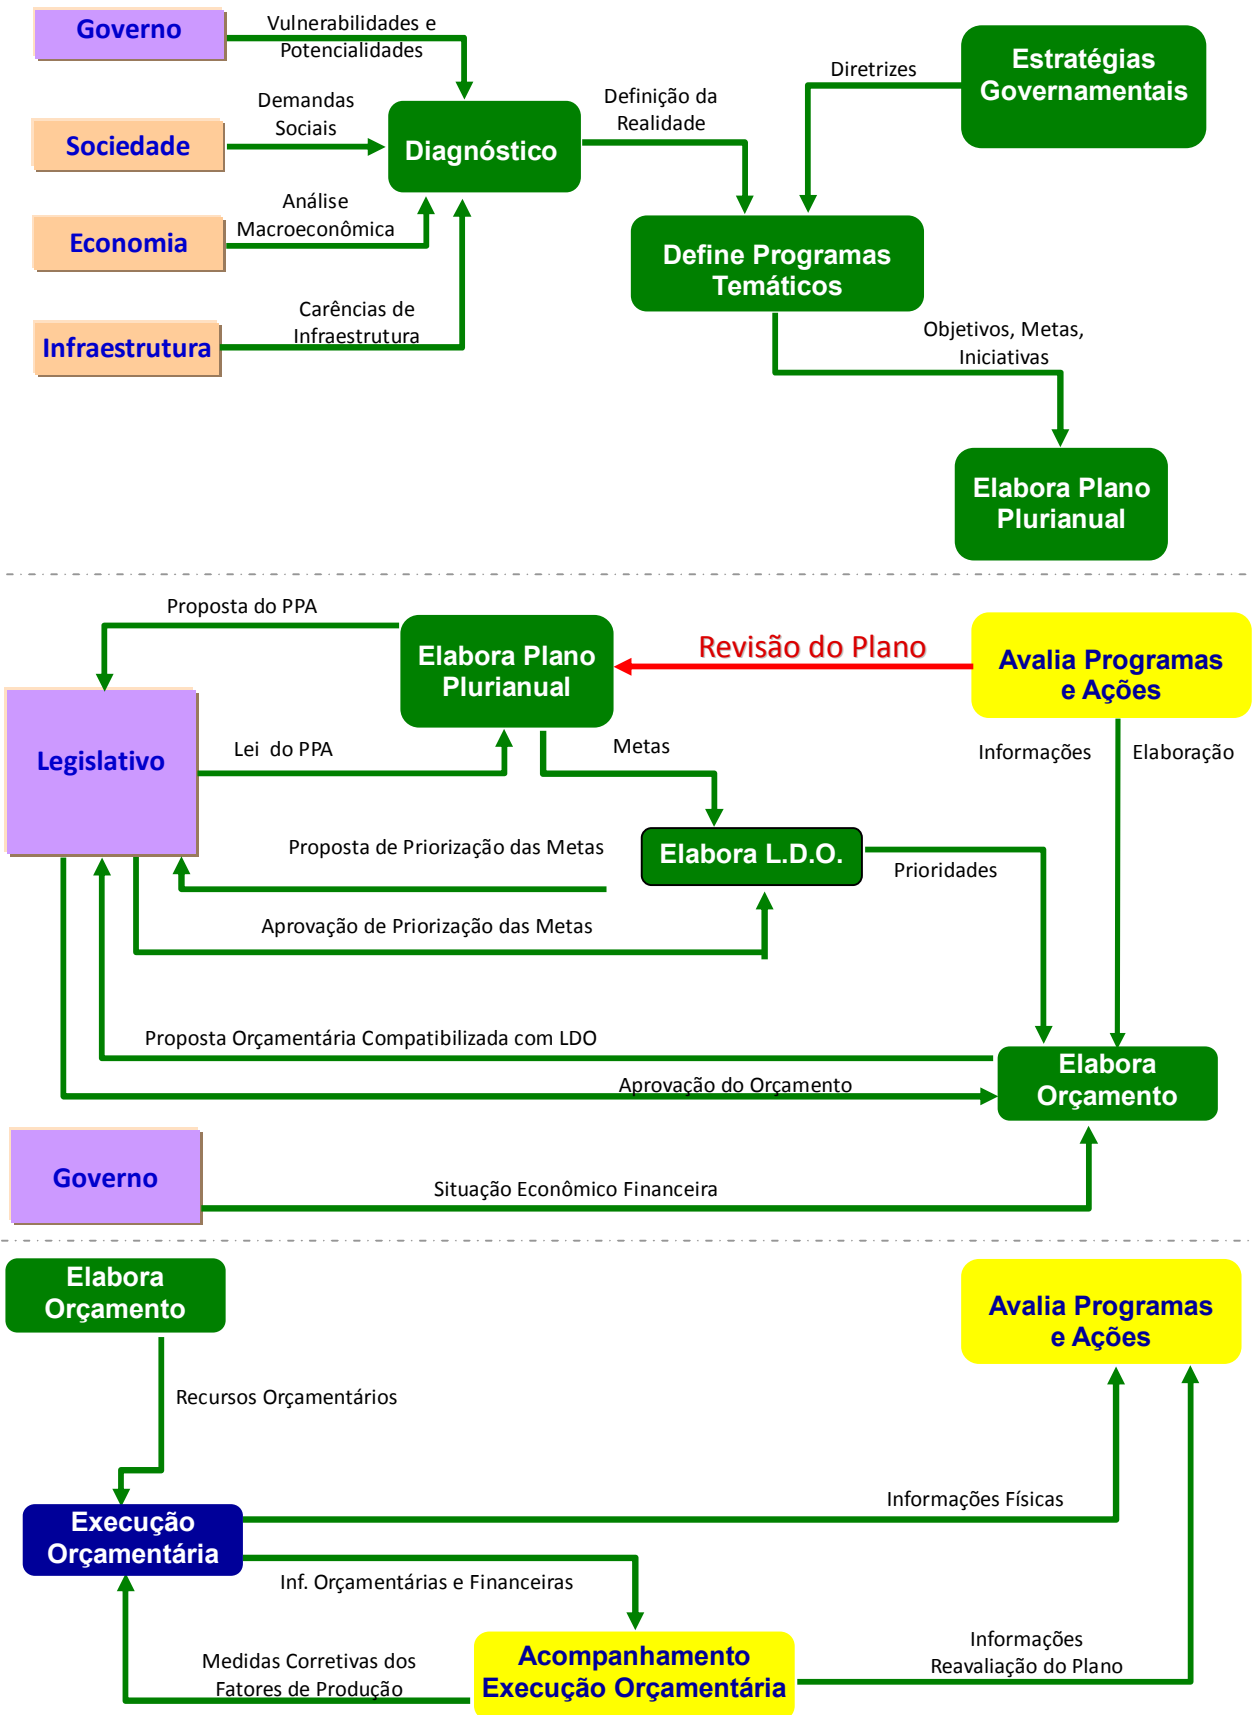 Governo
Vulnerabilidades e
Potencialidades
Estratégias
Governamentais
Diretrizes
Demandas
Sociais
Definição da
Realidade
Sociedade
Diagnóstico
Análise
Macroeconômica
Economia
Define Programas
Temáticos
Carências de
Infraestrutura
Infraestrutura
Objetivos, Metas,
Iniciativas
Elabora Plano
Plurianual
Proposta do PPA
Elabora Plano
Plurianual
Revisão do Plano
Avalia Programas
e Ações
Legislativo
Lei  do PPA
Metas
Informações
Elaboração
Proposta de Priorização das Metas
Elabora L.D.O.
Prioridades
Aprovação de Priorização das Metas
Proposta Orçamentária Compatibilizada com LDO
Elabora
Orçamento
Aprovação do Orçamento
Governo
Situação Econômico Financeira
Elabora
Orçamento
Avalia Programas
e Ações
Recursos Orçamentários
Informações Físicas
Execução
Orçamentária
Inf. Orçamentárias e Financeiras
Medidas Corretivas dos
Fatores de Produção
Acompanhamento
Execução Orçamentária
Informações
Reavaliação do Plano